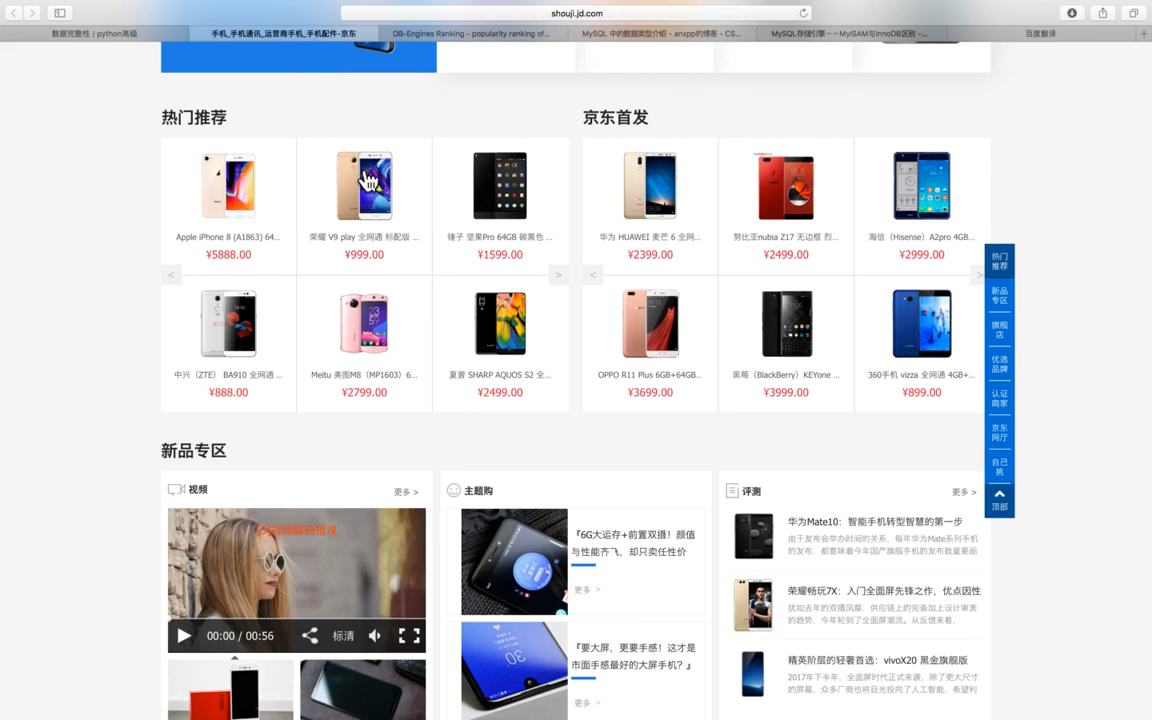 shouji.jd.com
数据完整性 | python高级
手机_手机通讯_运营商手机_手机配件-京东
DB-Engines Ranking - popularity ranking of...
MySQL 中的数据类型介绍 - anxpp的博客 - CS...
MySQL存储引擎－－MyISAM与InnoDB区别 -...
百度翻译
热门推荐
京东首发
Apple iPhone 8 (A1863) 64...
荣耀 V9 play 全网通 标配版 ...
锤子 坚果Pro 64GB 碳黑色 ...
华为 HUAWEI 麦芒 6 全网...
努比亚nubia Z17 无边框 烈...
海信（Hisense）A2pro 4GB...
¥5888.00
¥999.00
¥1599.00
¥2399.00
¥2499.00
¥2999.00
中兴（ZTE） BA910 全网通 ...
Meitu 美图M8（MP1603）6...
夏普 SHARP AQUOS S2 全...
OPPO R11 Plus 6GB+64GB...
黑莓（BlackBerry）KEYone ...
360手机 vizza 全网通 4GB+...
¥888.00
¥2799.00
¥2499.00
¥3699.00
¥3999.00
¥899.00
热门
推荐
新品
专区
旗舰
店
优选
品牌
认证
商家
京东
网厅
自己
挑
顶部
新品专区
视频
更多 >
[5]视频解码错误
00:00 / 00:56
标清
主题购
『6G大运存+前置双摄！颜值
与性能齐飞，却只卖任性价
更多 >
『要大屏，更要手感！这才是
市面手感最好的大屏手机？』
更多 >
评测
更多 >
华为Mate10：智能手机转型智慧的第一步
由于发布会举办时间的关系，每年华为Mate系列手机
的发布，都意味着今年国产旗舰手机的发布数量要画
荣耀畅玩7X：入门全面屏先锋之作，优点因性
犹如去年的双摄风靡，供应链上的完备加上设计审美
的趋势，今年轮到了全面屏潮流。从反馈来看，
精英阶层的轻奢首选：vivoX20 黑金旗舰版
2017年下半年，全面屏时代正式来袭，除了更大尺寸
的屏幕，众多厂商也将目光投向了人工智能，希望利